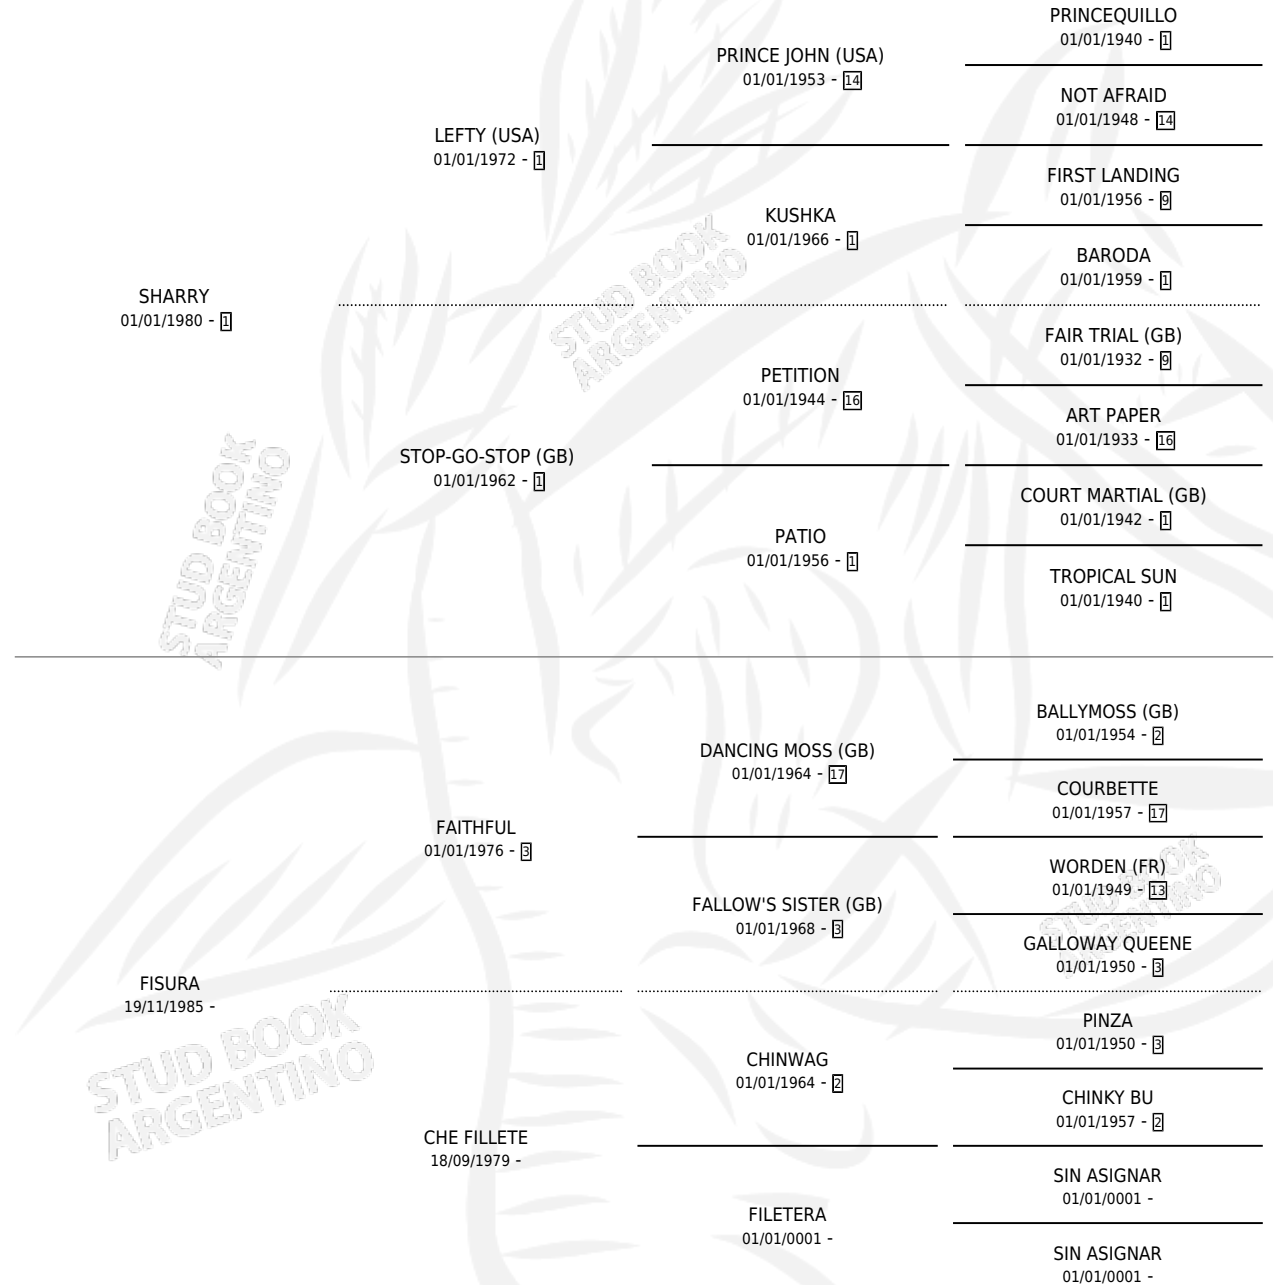 PRINCEQUILLO
01/01/1940 - 1
PRINCE JOHN (USA)
01/01/1953 - 14
NOT AFRAID
01/01/1948 - 14
LEFTY (USA)
01/01/1972 - 1
FIRST LANDING
01/01/1956 - 9
KUSHKA
01/01/1966 - 1
BARODA
01/01/1959 - 1
SHARRY
01/01/1980 - 1
FAIR TRIAL (GB)
01/01/1932 - 9
PETITION
01/01/1944 - 16
ART PAPER
01/01/1933 - 16
STOP-GO-STOP (GB)
01/01/1962 - 1
COURT MARTIAL (GB)
01/01/1942 - 1
PATIO
01/01/1956 - 1
TROPICAL SUN
01/01/1940 - 1
BALLYMOSS (GB)
01/01/1954 - 2
DANCING MOSS (GB)
01/01/1964 - 17
COURBETTE
01/01/1957 - 17
FAITHFUL
01/01/1976 - 3
WORDEN (FR)
01/01/1949 - 13
FALLOW'S SISTER (GB)
01/01/1968 - 3
GALLOWAY QUEENE
01/01/1950 - 3
FISURA
19/11/1985 -
PINZA
01/01/1950 - 3
CHINWAG
01/01/1964 - 2
CHINKY BU
01/01/1957 - 2
CHE FILLETE
18/09/1979 -
SIN ASIGNAR
01/01/0001 -
FILETERA
01/01/0001 -
SIN ASIGNAR
01/01/0001 -
STUD BOOK
ARGENTINO
STUD BOOK
ARGENTINO
STUD BOOK
ARGENTINO
STUD BOOK
ARGENTINO